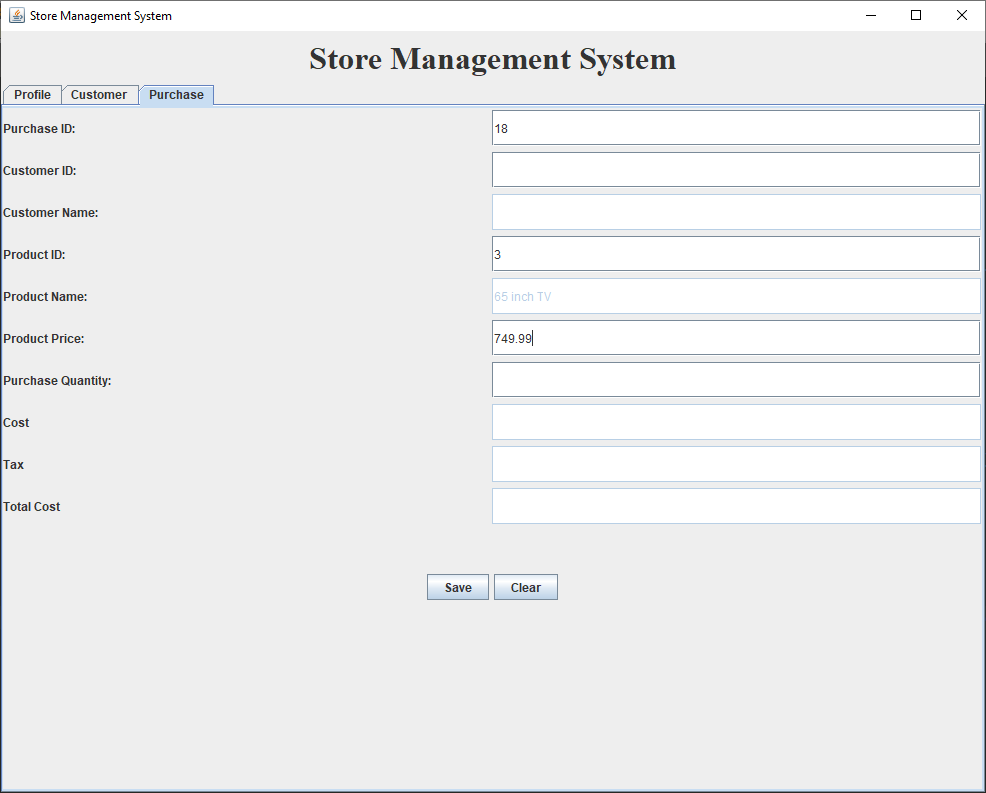 Store Management System
Store Management System
Profile Customer Purchase
Purchase ID: 18
Customer ID:
Customer Name:
Product ID: 3
Product Name: 65 inch TV
Product Price: 749.99
Purchase Quantity:
Cost
Tax
Total Cost
Save Clear